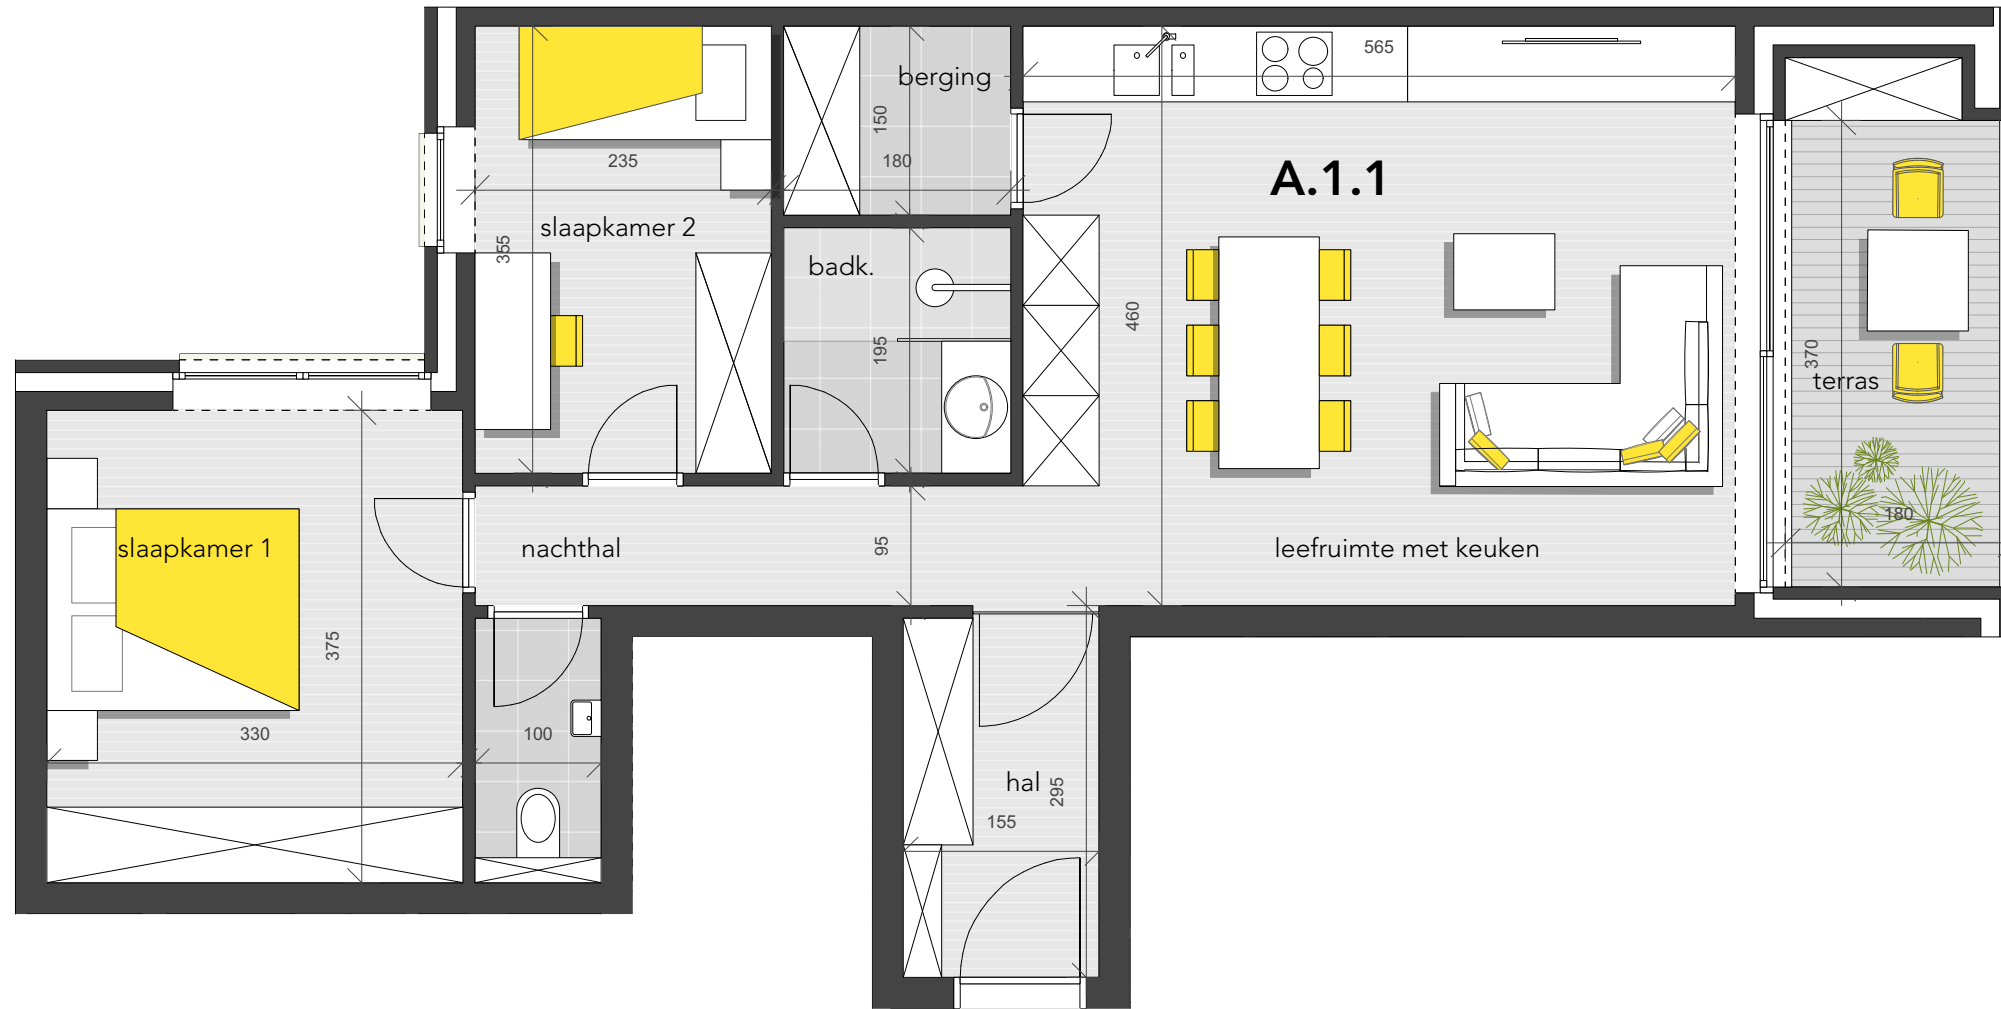 565
berging
150
235
180
A.1.1
slaapkamer 2
355
badk.
460
195
370
terras
180
slaapkamer 1
nachthal
95
leefruimte met keuken
375
330
100
hal
295
155